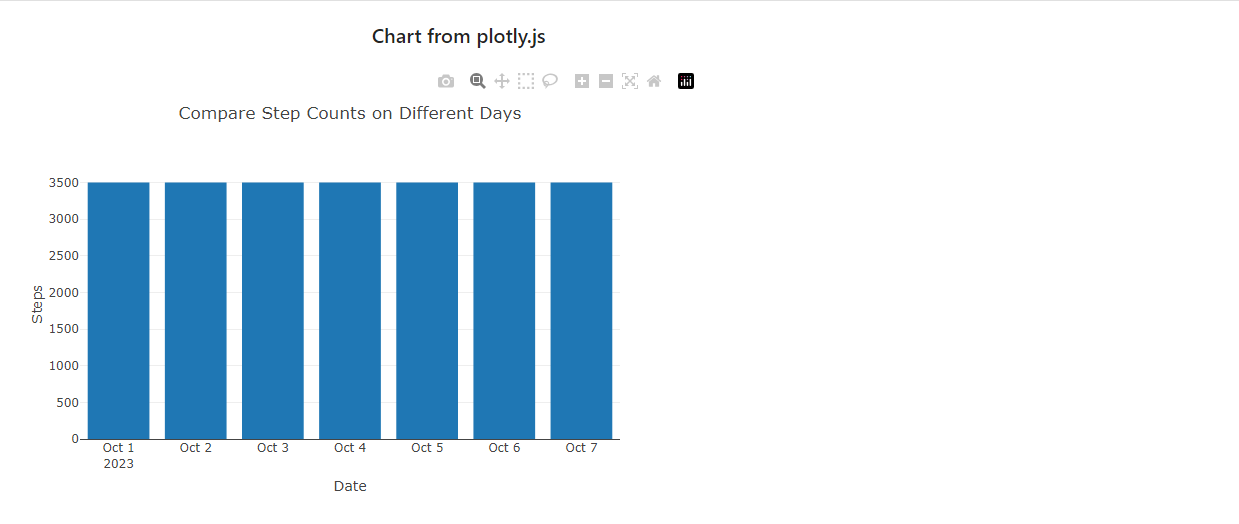 Chart from plotly.js
Compare Step Counts on Different Days
3500
3000
2500
2000
1500
1000
500
0
Steps
Oct 1 Oct 2 Oct 3 Oct 4 Oct 5 Oct 6 Oct 7
2023
Date